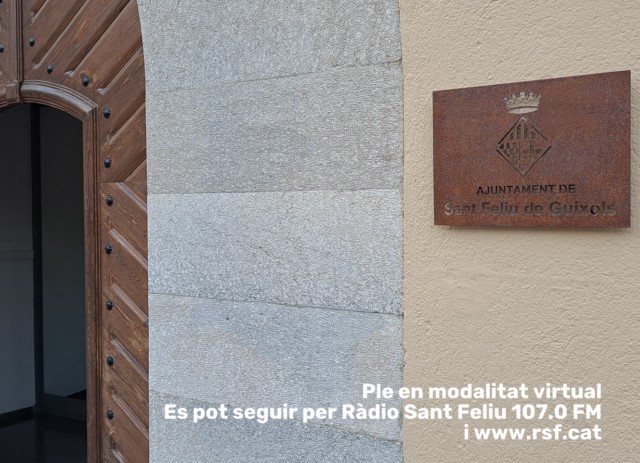 AJUNTAMENT DE
Sant Feliu de Guíxols
Ple en modalitat virtual
Es pot seguir per Ràdio Sant Feliu 107.0 FM
i www.rsf.cat